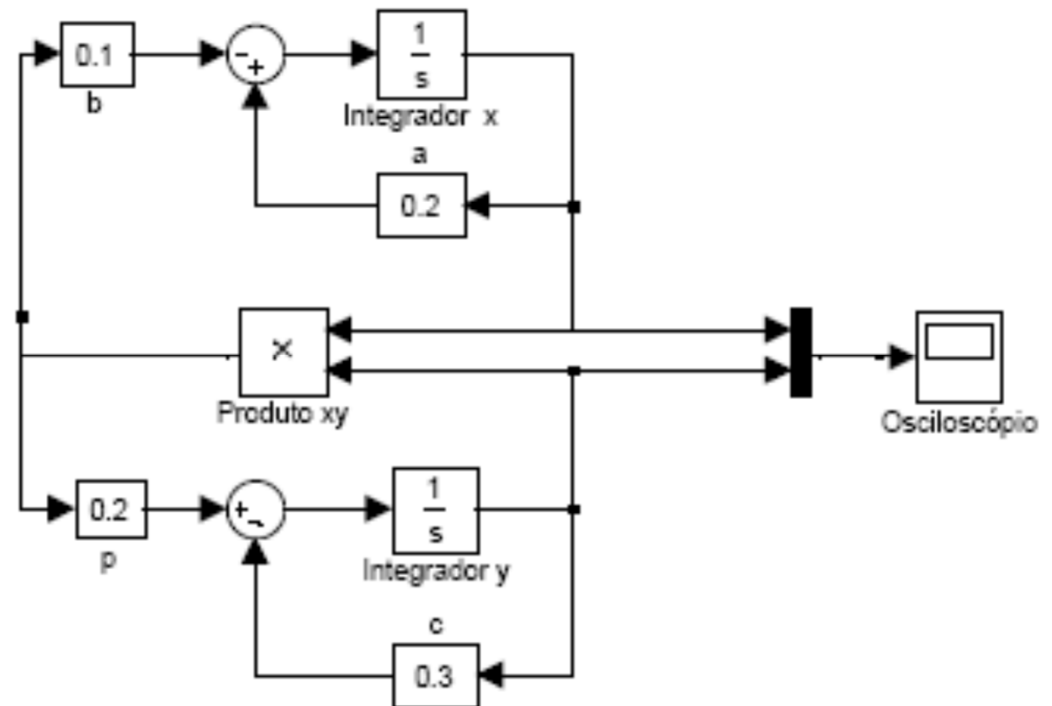 0.1
b
-
+
1
s
Integrador x
a
0.2
×
Produto xy
Osciloscópio
0.2
p
+
-
1
s
Integrador y
c
0.3